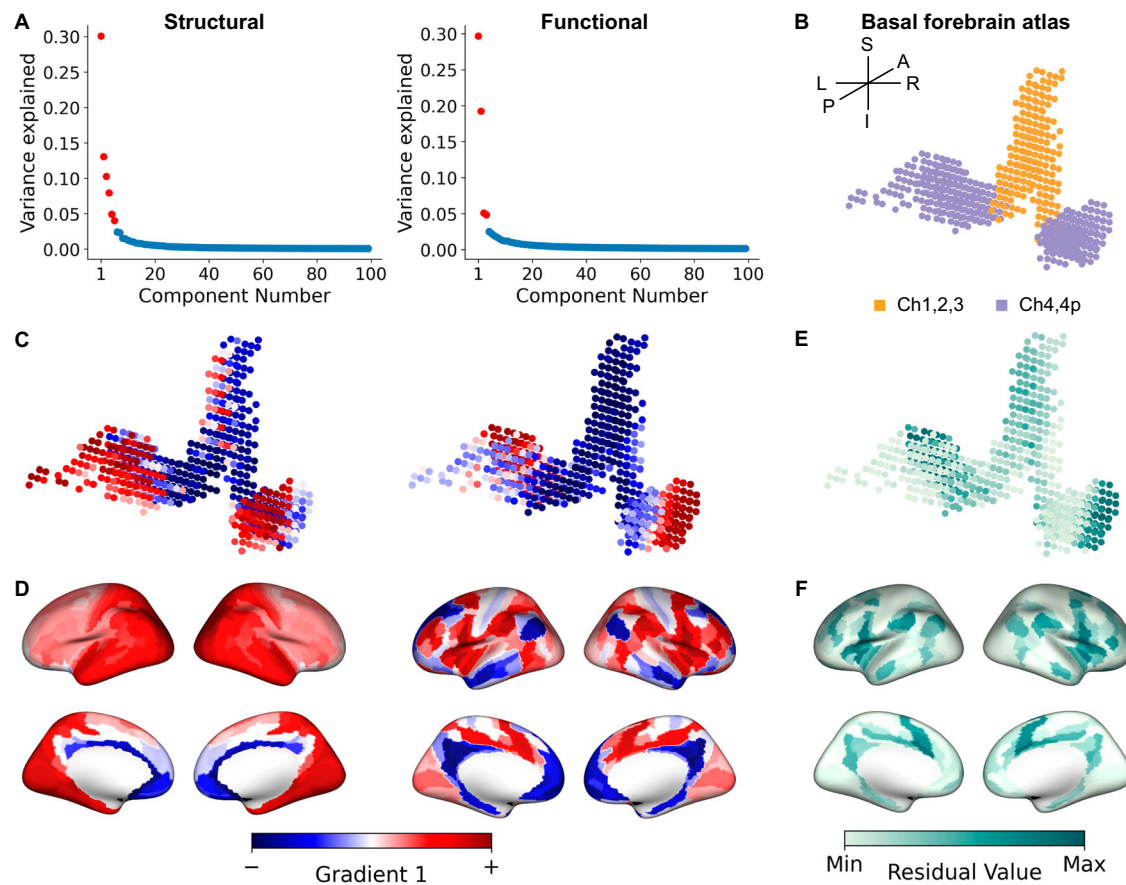 A Structural Functional B Basal forebrain atlas
0.30
0.25
0.20
0.15
0.10
0.05
0.00
Variance explained
1 20 40 60 80 100
Component Number
0.30
0.25
0.20
0.15
0.10
0.05
0.00
Variance explained
1 20 40 60 80 100
Component Number
S
A
L R
P
I
Ch1,2,3 Ch4,4p
C E
D F
− +
Gradient 1
Min Max
Residual Value